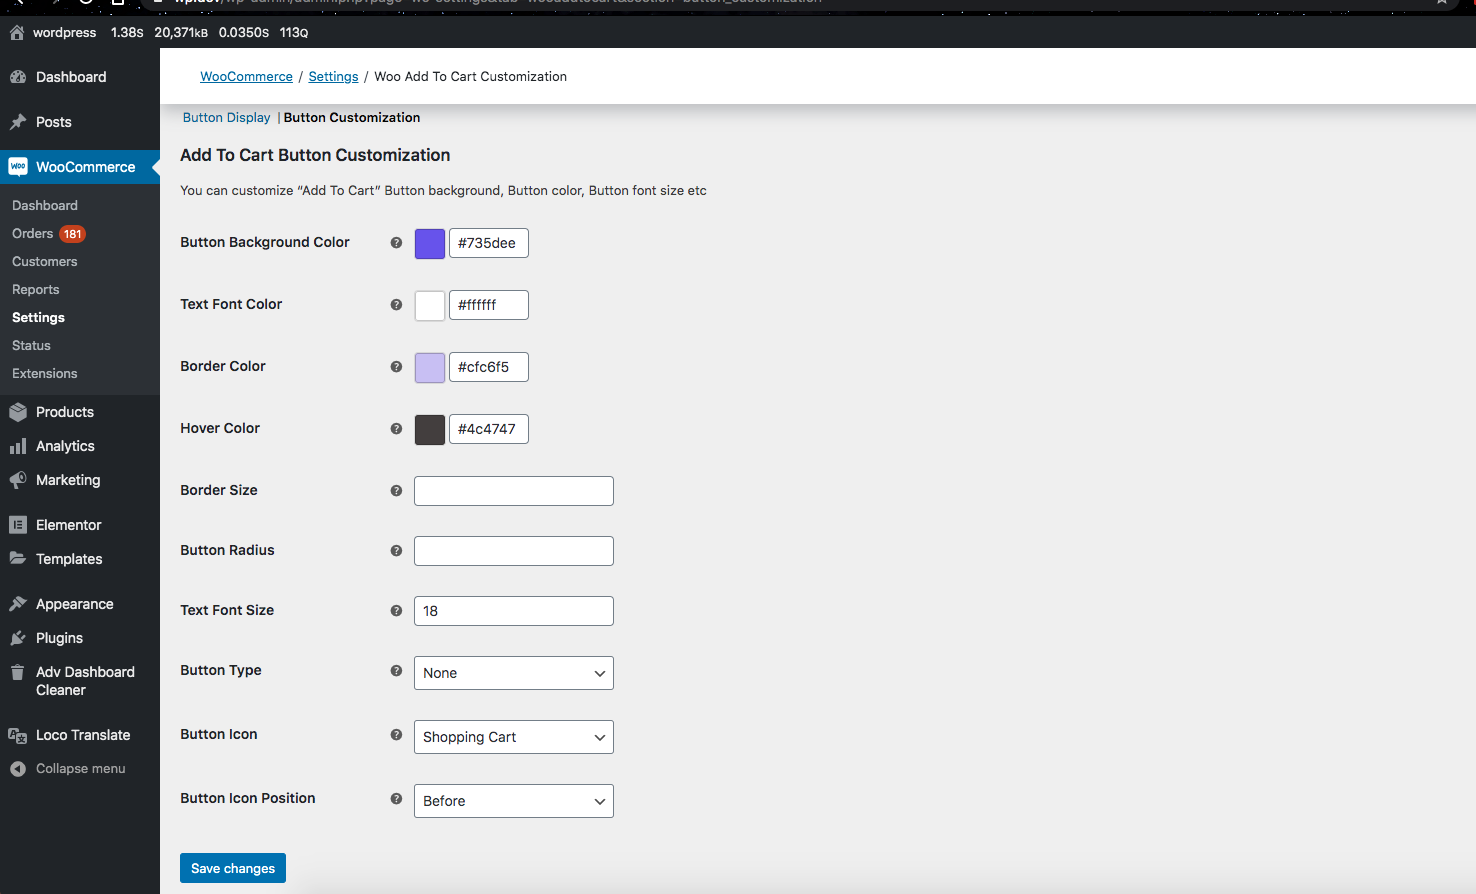 wordpress 1.38s 20,371kB 0.0350s 113Q
Dashboard
Posts
WooCommerce
Dashboard
Orders 181
Customers
Reports
Settings
Status
Extensions
Products
Analytics
Marketing
Elementor
Templates
Appearance
Plugins
Adv Dashboard
Cleaner
Loco Translate
Collapse menu
WooCommerce / Settings / Woo Add To Cart Customization
Button Display | Button Customization
Add To Cart Button Customization
You can customize “Add To Cart” Button background, Button color, Button font size etc
Button Background Color #735dee
Text Font Color #ffffff
Border Color #cfc6f5
Hover Color #4c4747
Border Size
Button Radius
Text Font Size 18
Button Type None
Button Icon Shopping Cart
Button Icon Position Before
Save changes